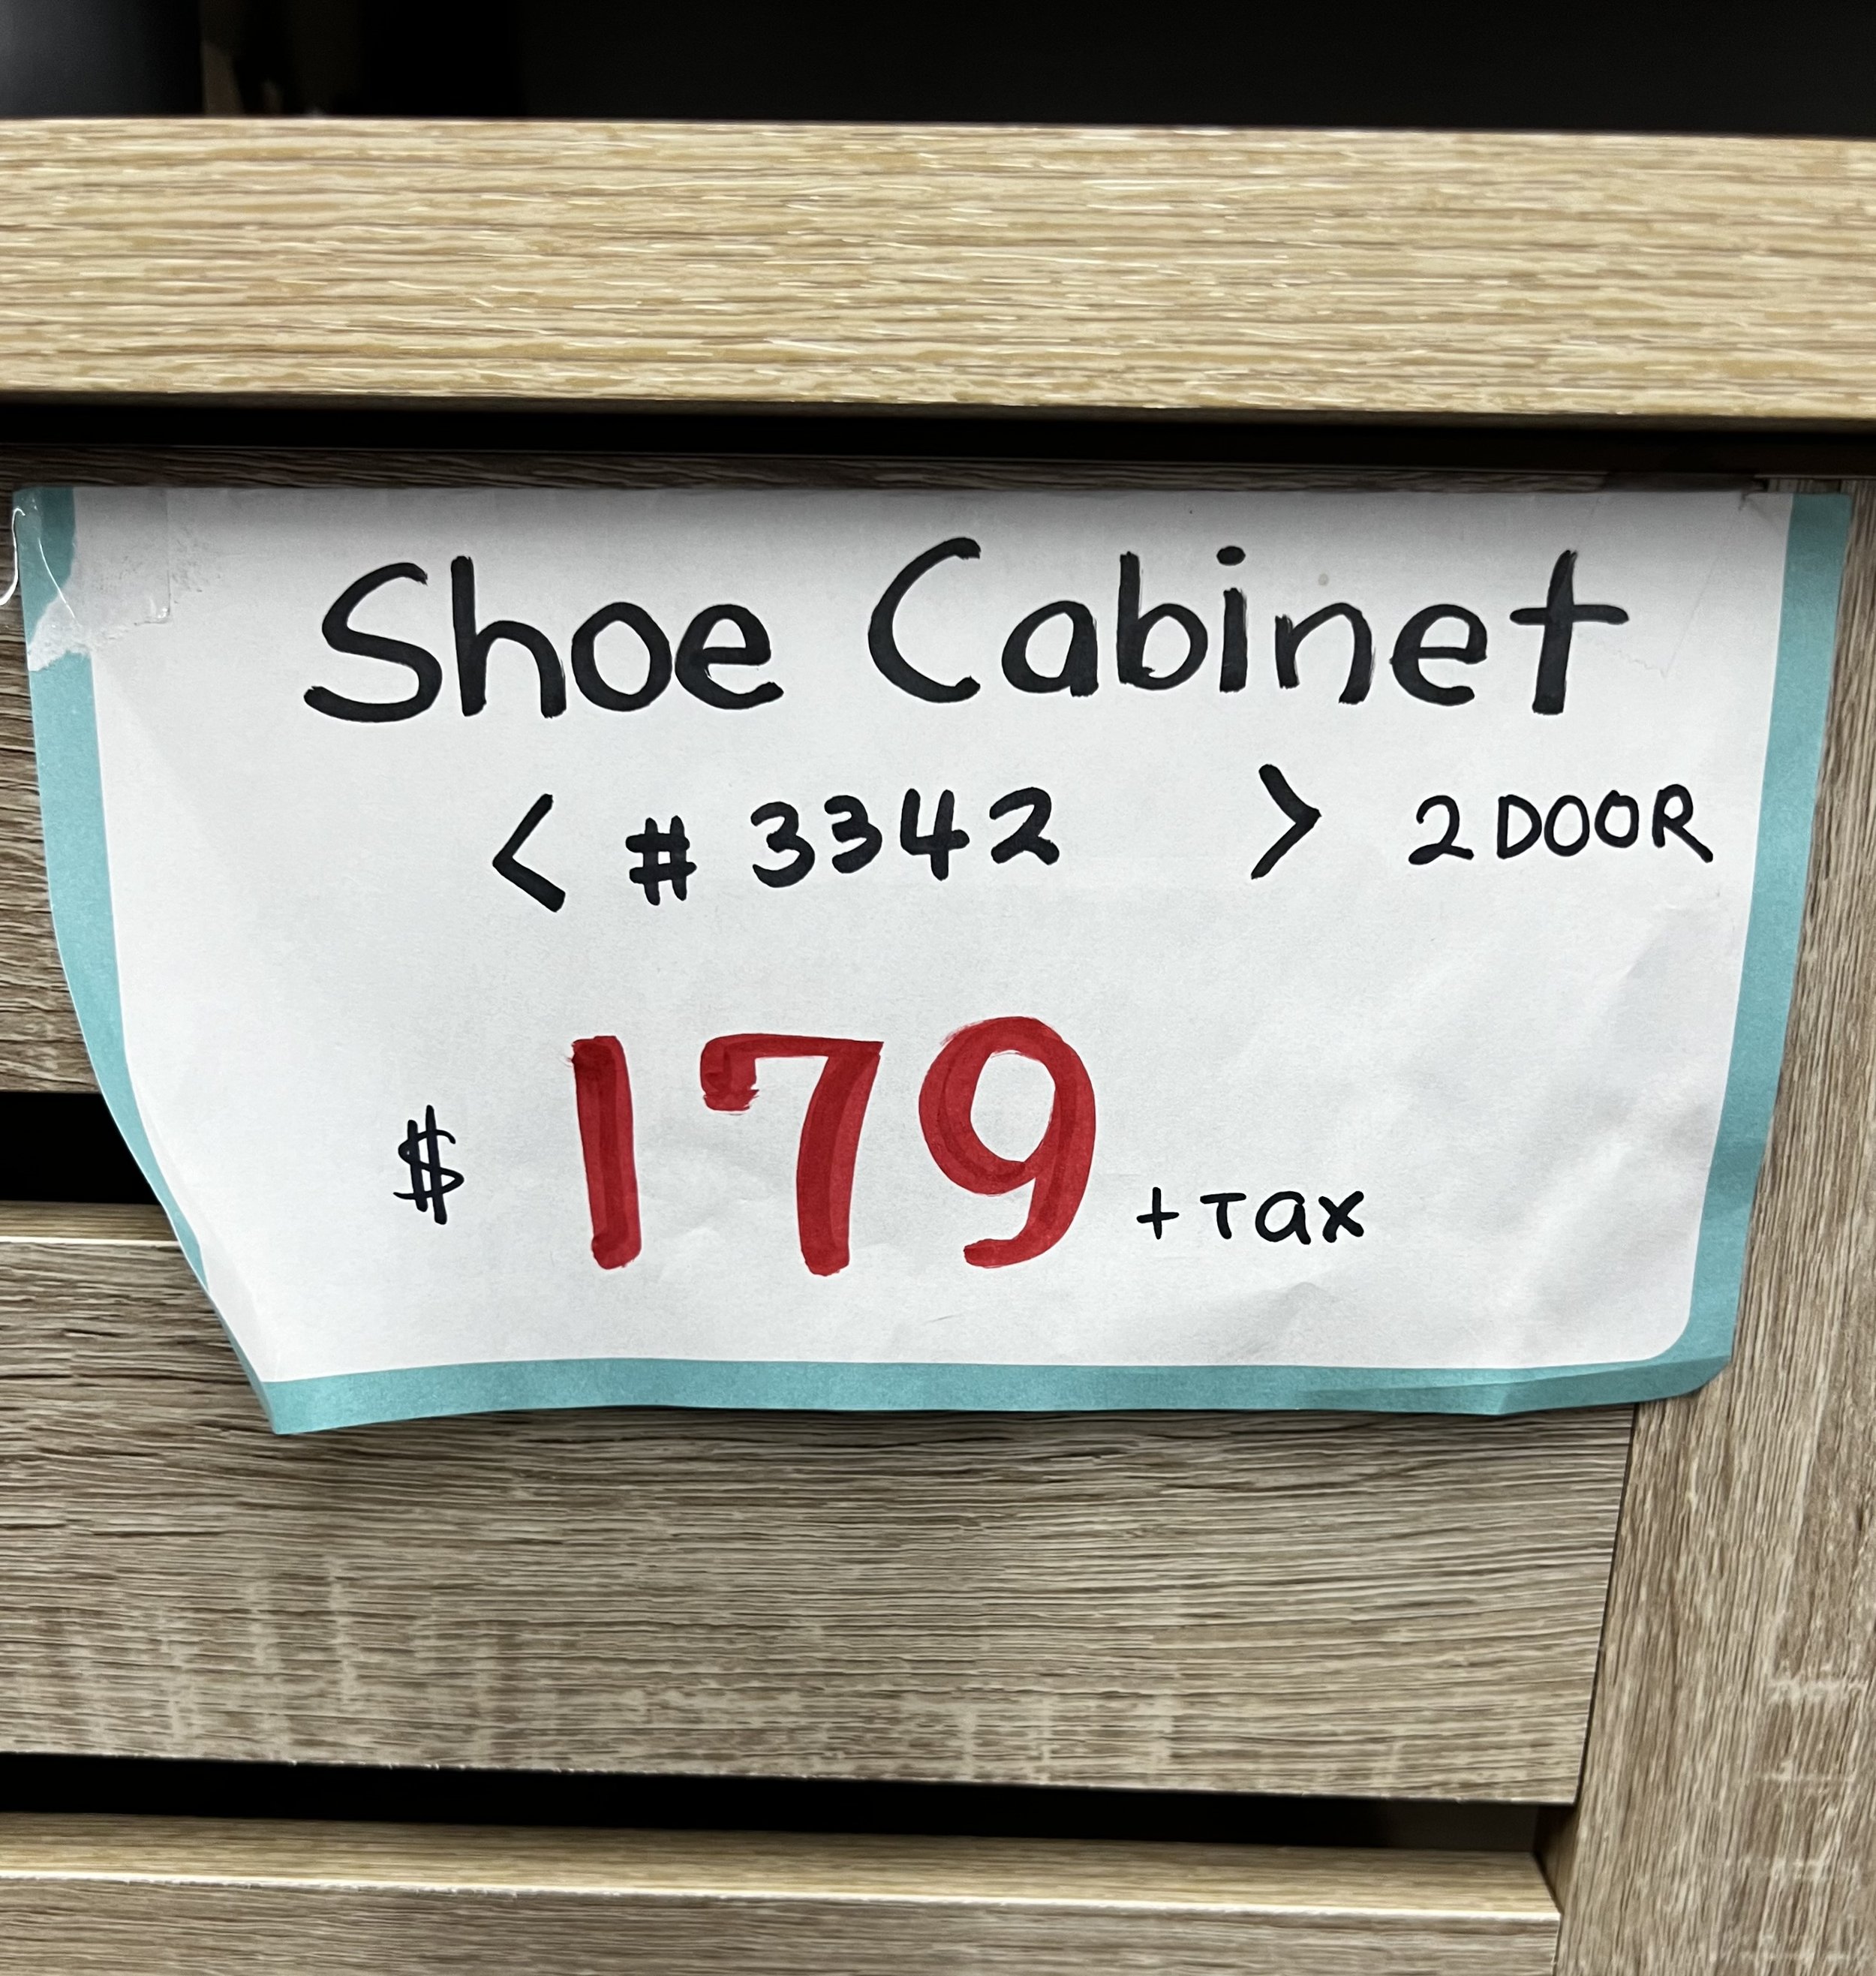 Shoe Cabinet
< # 3342 > 2 DOOR
$ 179 + Tax